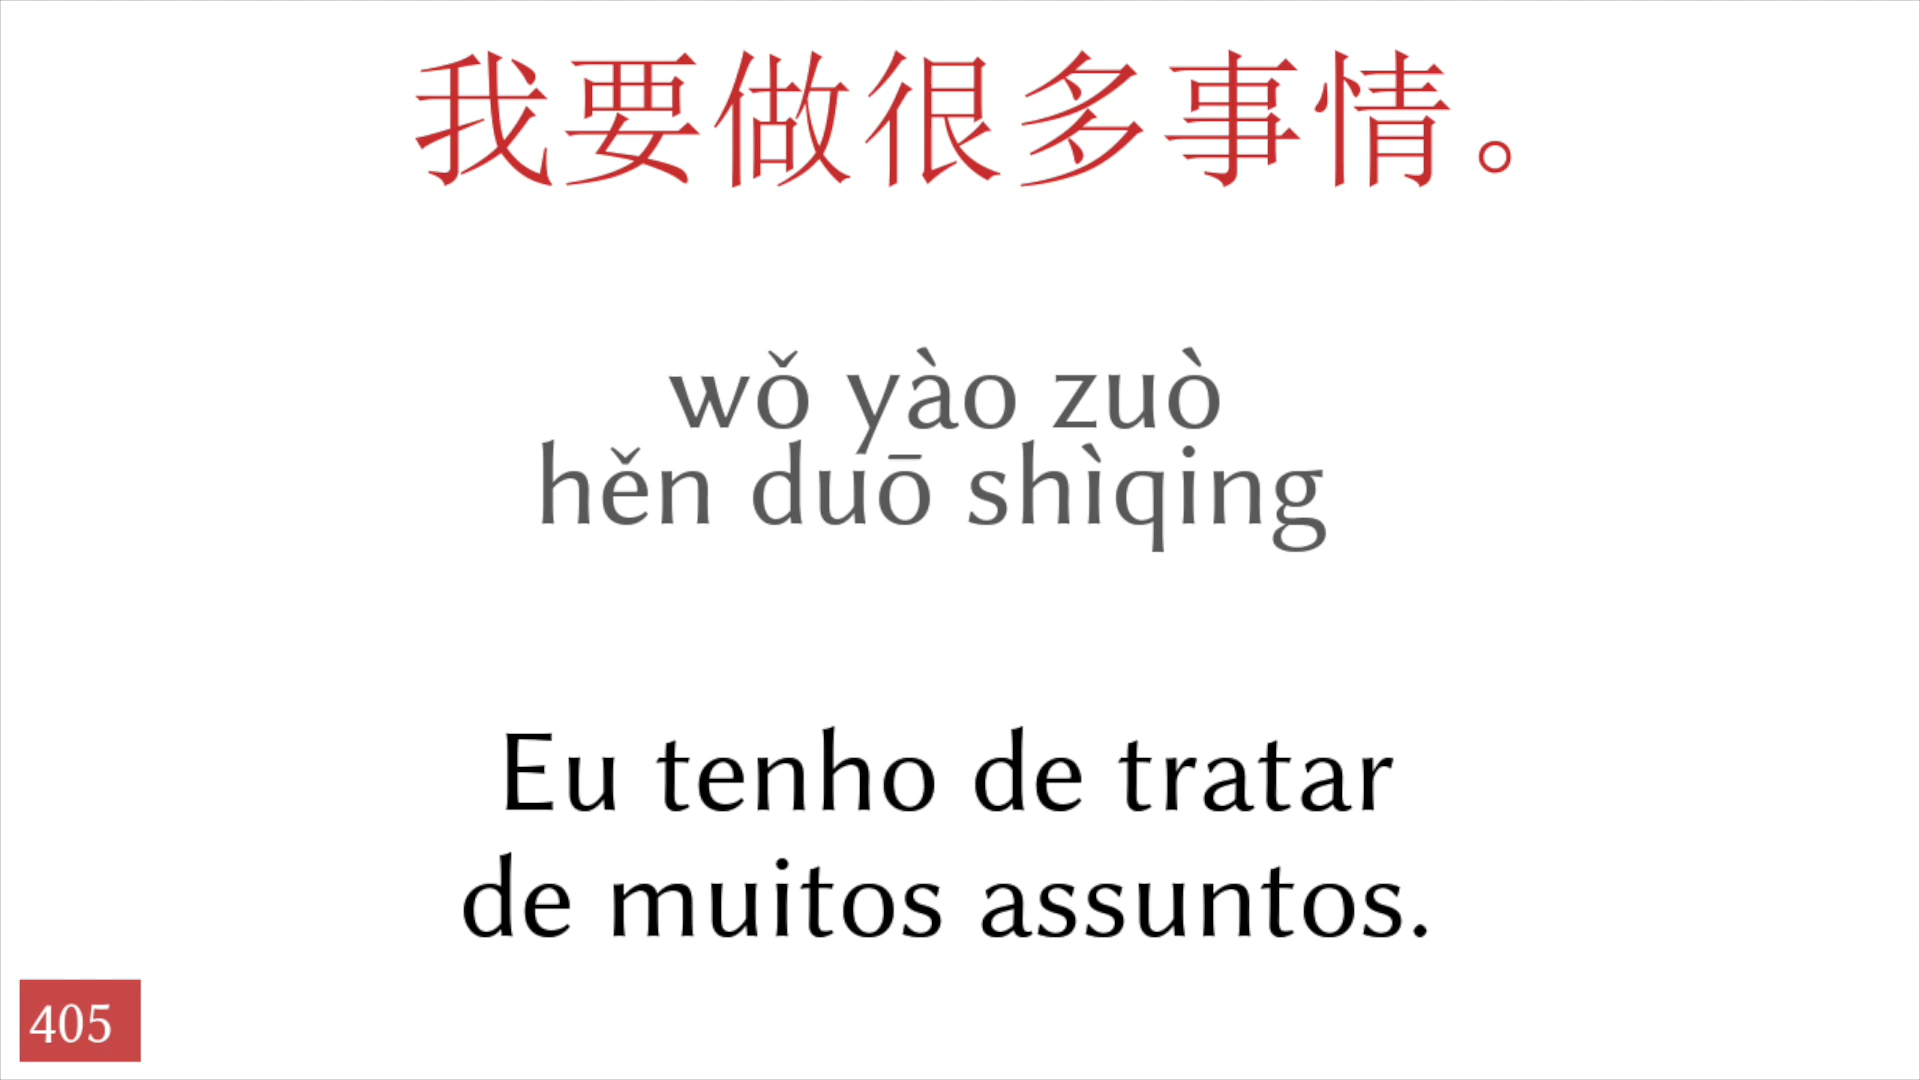 我要做很多事情。
wǒ yào zuò
hěn duō shìqing
Eu tenho de tratar
de muitos assuntos.
405